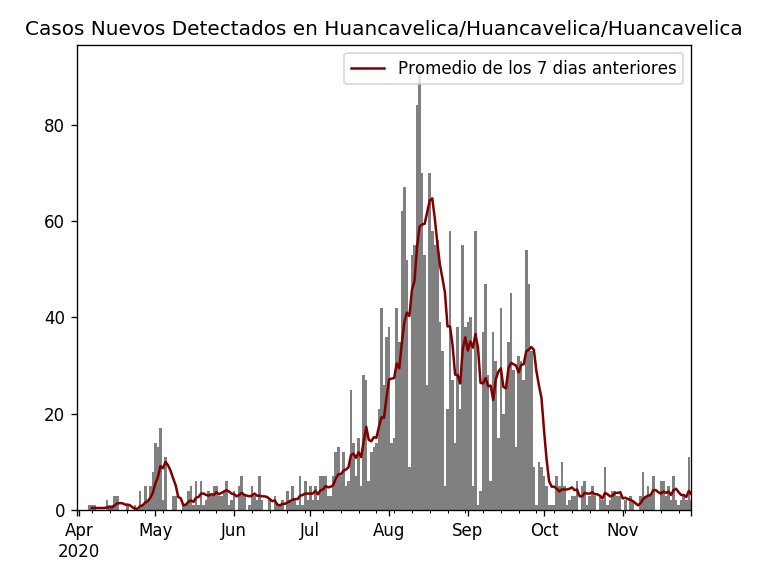 Casos Nuevos Detectados en Huancavelica/Huancavelica/Huancavelica
Promedio de los 7 dias anteriores
80
60
40
20
0
Apr May Jun Jul Aug Sep Oct Nov
2020